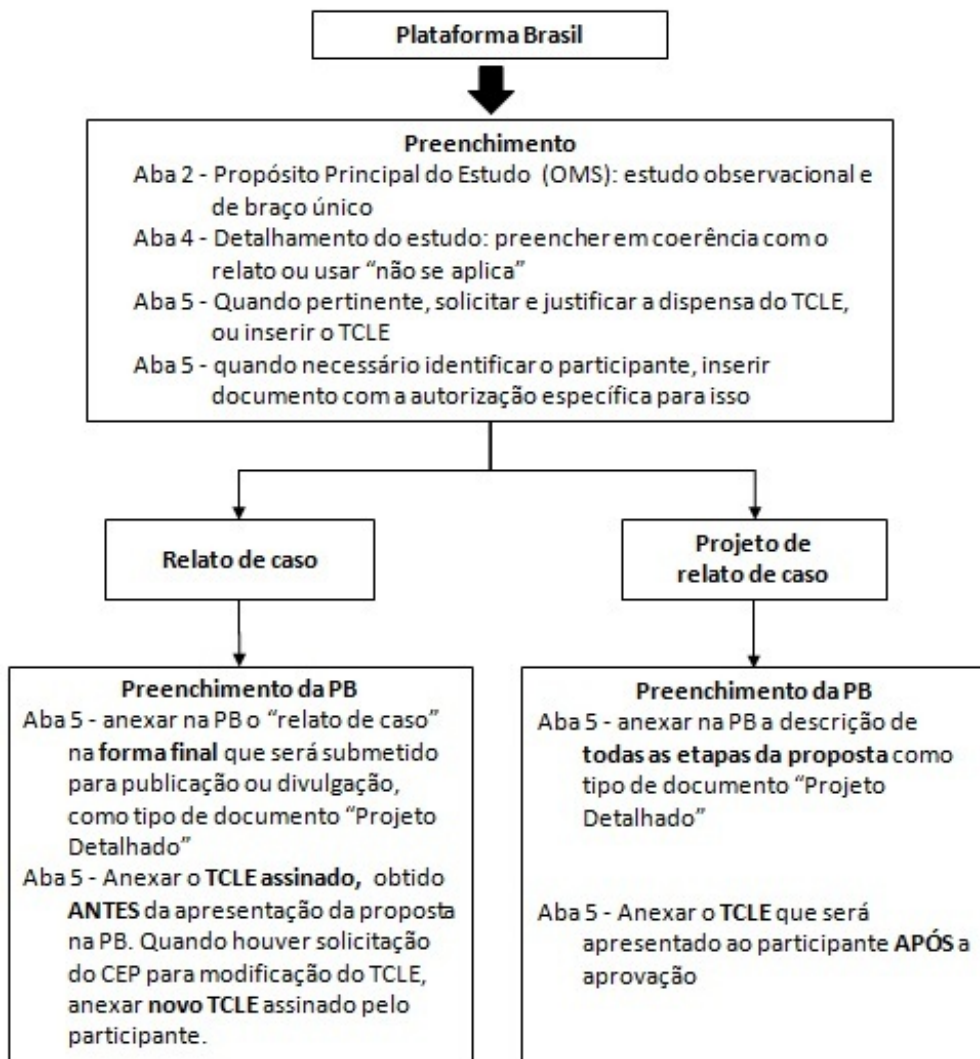 Plataforma Brasil
Preenchimento
Aba 2 - Propósito Principal do Estudo (OMS): estudo observacional e
de braço único
Aba 4 - Detalhamento do estudo: preencher em coerência com o
relato ou usar “não se aplica”
Aba 5 - Quando pertinente, solicitar e justificar a dispensa do TCLE,
ou inserir o TCLE
Aba 5 - quando necessário identificar o participante, inserir
documento com a autorização específica para isso
Relato de caso
Projeto de
relato de caso
Preenchimento da PB
Aba 5 - anexar na PB o “relato de caso”
na forma final que será submetido
para publicação ou divulgação,
como tipo de documento “Projeto
Detalhado”
Aba 5 - Anexar o TCLE assinado, obtido
ANTES da apresentação da proposta
na PB. Quando houver solicitação
do CEP para modificação do TCLE,
anexar novo TCLE assinado pelo
participante.
Preenchimento da PB
Aba 5 - anexar na PB a descrição de
todas as etapas da proposta como
tipo de documento “Projeto
Detalhado”
Aba 5 - Anexar o TCLE que será
apresentado ao participante APÓS a
aprovação